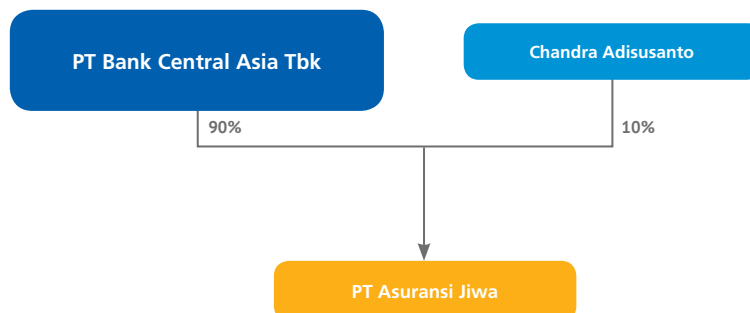 PT Bank Central Asia Tbk
Chandra Adisusanto
90%
10%
PT Asuransi Jiwa